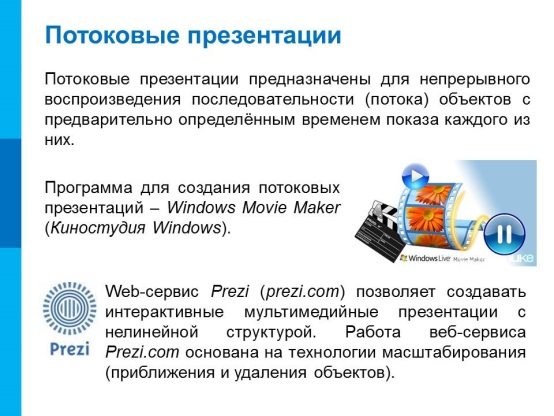 Потоковые презентации
Потоковые презентации предназначены для непрерывного
воспроизведения последовательности (потока) объектов с
предварительно определённым временем показа каждого из
них.
Программа для создания потоковых
презентаций – Windows Movie Maker
(Киностудия Windows).
WindowsLive Movie Maker
Web-сервис Prezi (prezi.com) позволяет создавать
интерактивные мультимедийные презентации с
нелинейной структурой. Работа веб-сервиса
Prezi.com основана на технологии масштабирования
(приближения и удаления объектов).
Prezi